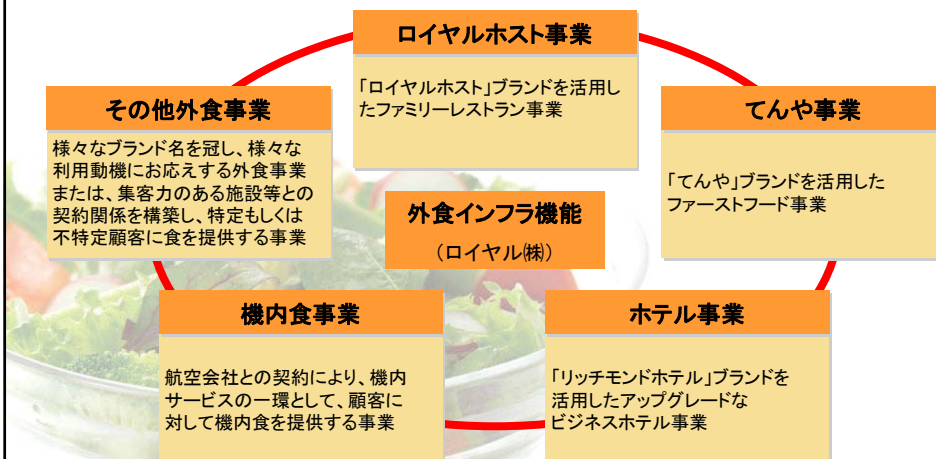 ロイヤルホスト事業
「ロイヤルホスト」ブランドを活用し
たファミリーレストラン事業
その他外食事業
様々なブランド名を冠し、様々な
利用動機にお応えする外食事業
または、集客力のある施設等との
契約関係を構築し、特定もしくは
不特定顧客に食を提供する事業
てんや事業
「てんや」ブランドを活用した
ファーストフード事業
外食インフラ機能
（ロイヤル㈱）
機内食事業
航空会社との契約により、機内
サービスの一環として、顧客に
対して機内食を提供する事業
ホテル事業
「リッチモンドホテル」ブランドを
活用したアップグレードな
ビジネスホテル事業